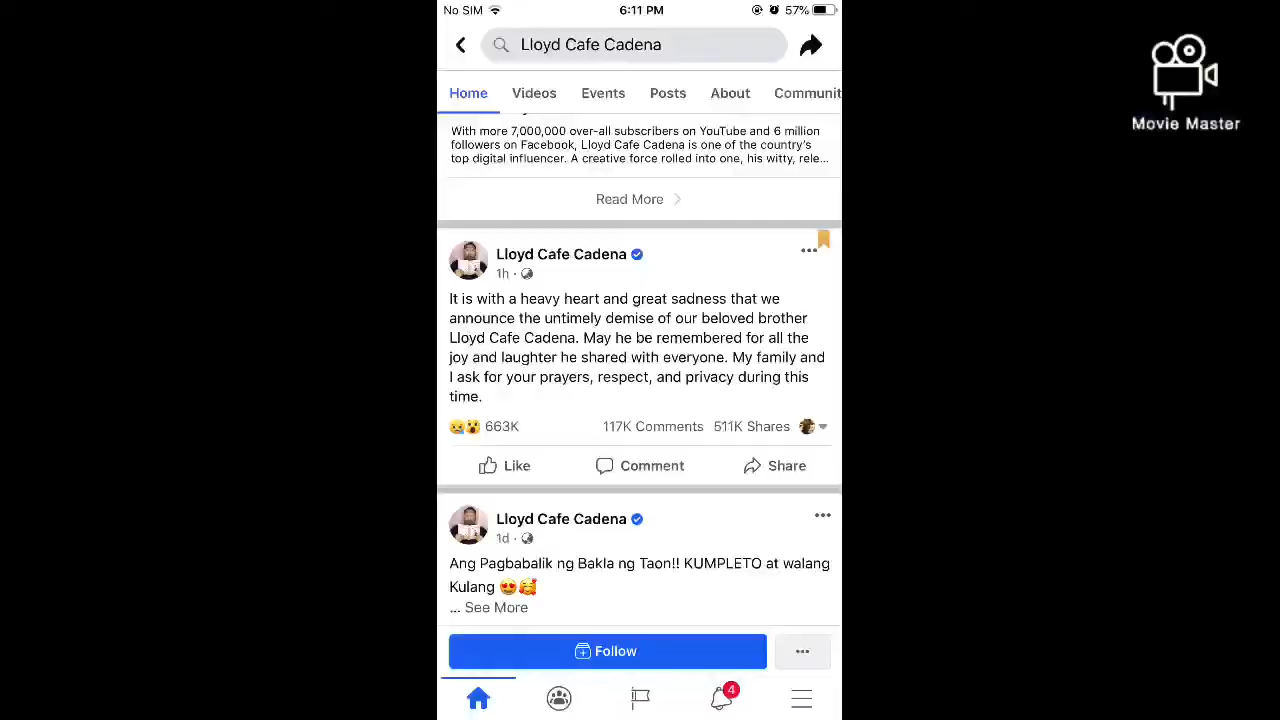 No SIM 6:11 PM 57%
Lloyd Cafe Cadena
Home Videos Events Posts About Communit
With more 7,000,000 over-all subscribers on YouTube and 6 million
followers on Facebook, Lloyd Cafe Cadena is one of the country's
top digital influencer. A creative force rolled into one, his witty, rele...
Read More
Lloyd Cafe Cadena
1h ·
It is with a heavy heart and great sadness that we
announce the untimely demise of our beloved brother
Lloyd Cafe Cadena. May he be remembered for all the
joy and laughter he shared with everyone. My family and
I ask for your prayers, respect, and privacy during this
time.
663K 117K Comments 511K Shares
Like Comment Share
Lloyd Cafe Cadena
1d ·
Ang Pagbabalik ng Bakla ng Taon!! KUMPLETO at walang
Kulang 😍🥰
... See More
Follow
4
Movie Master